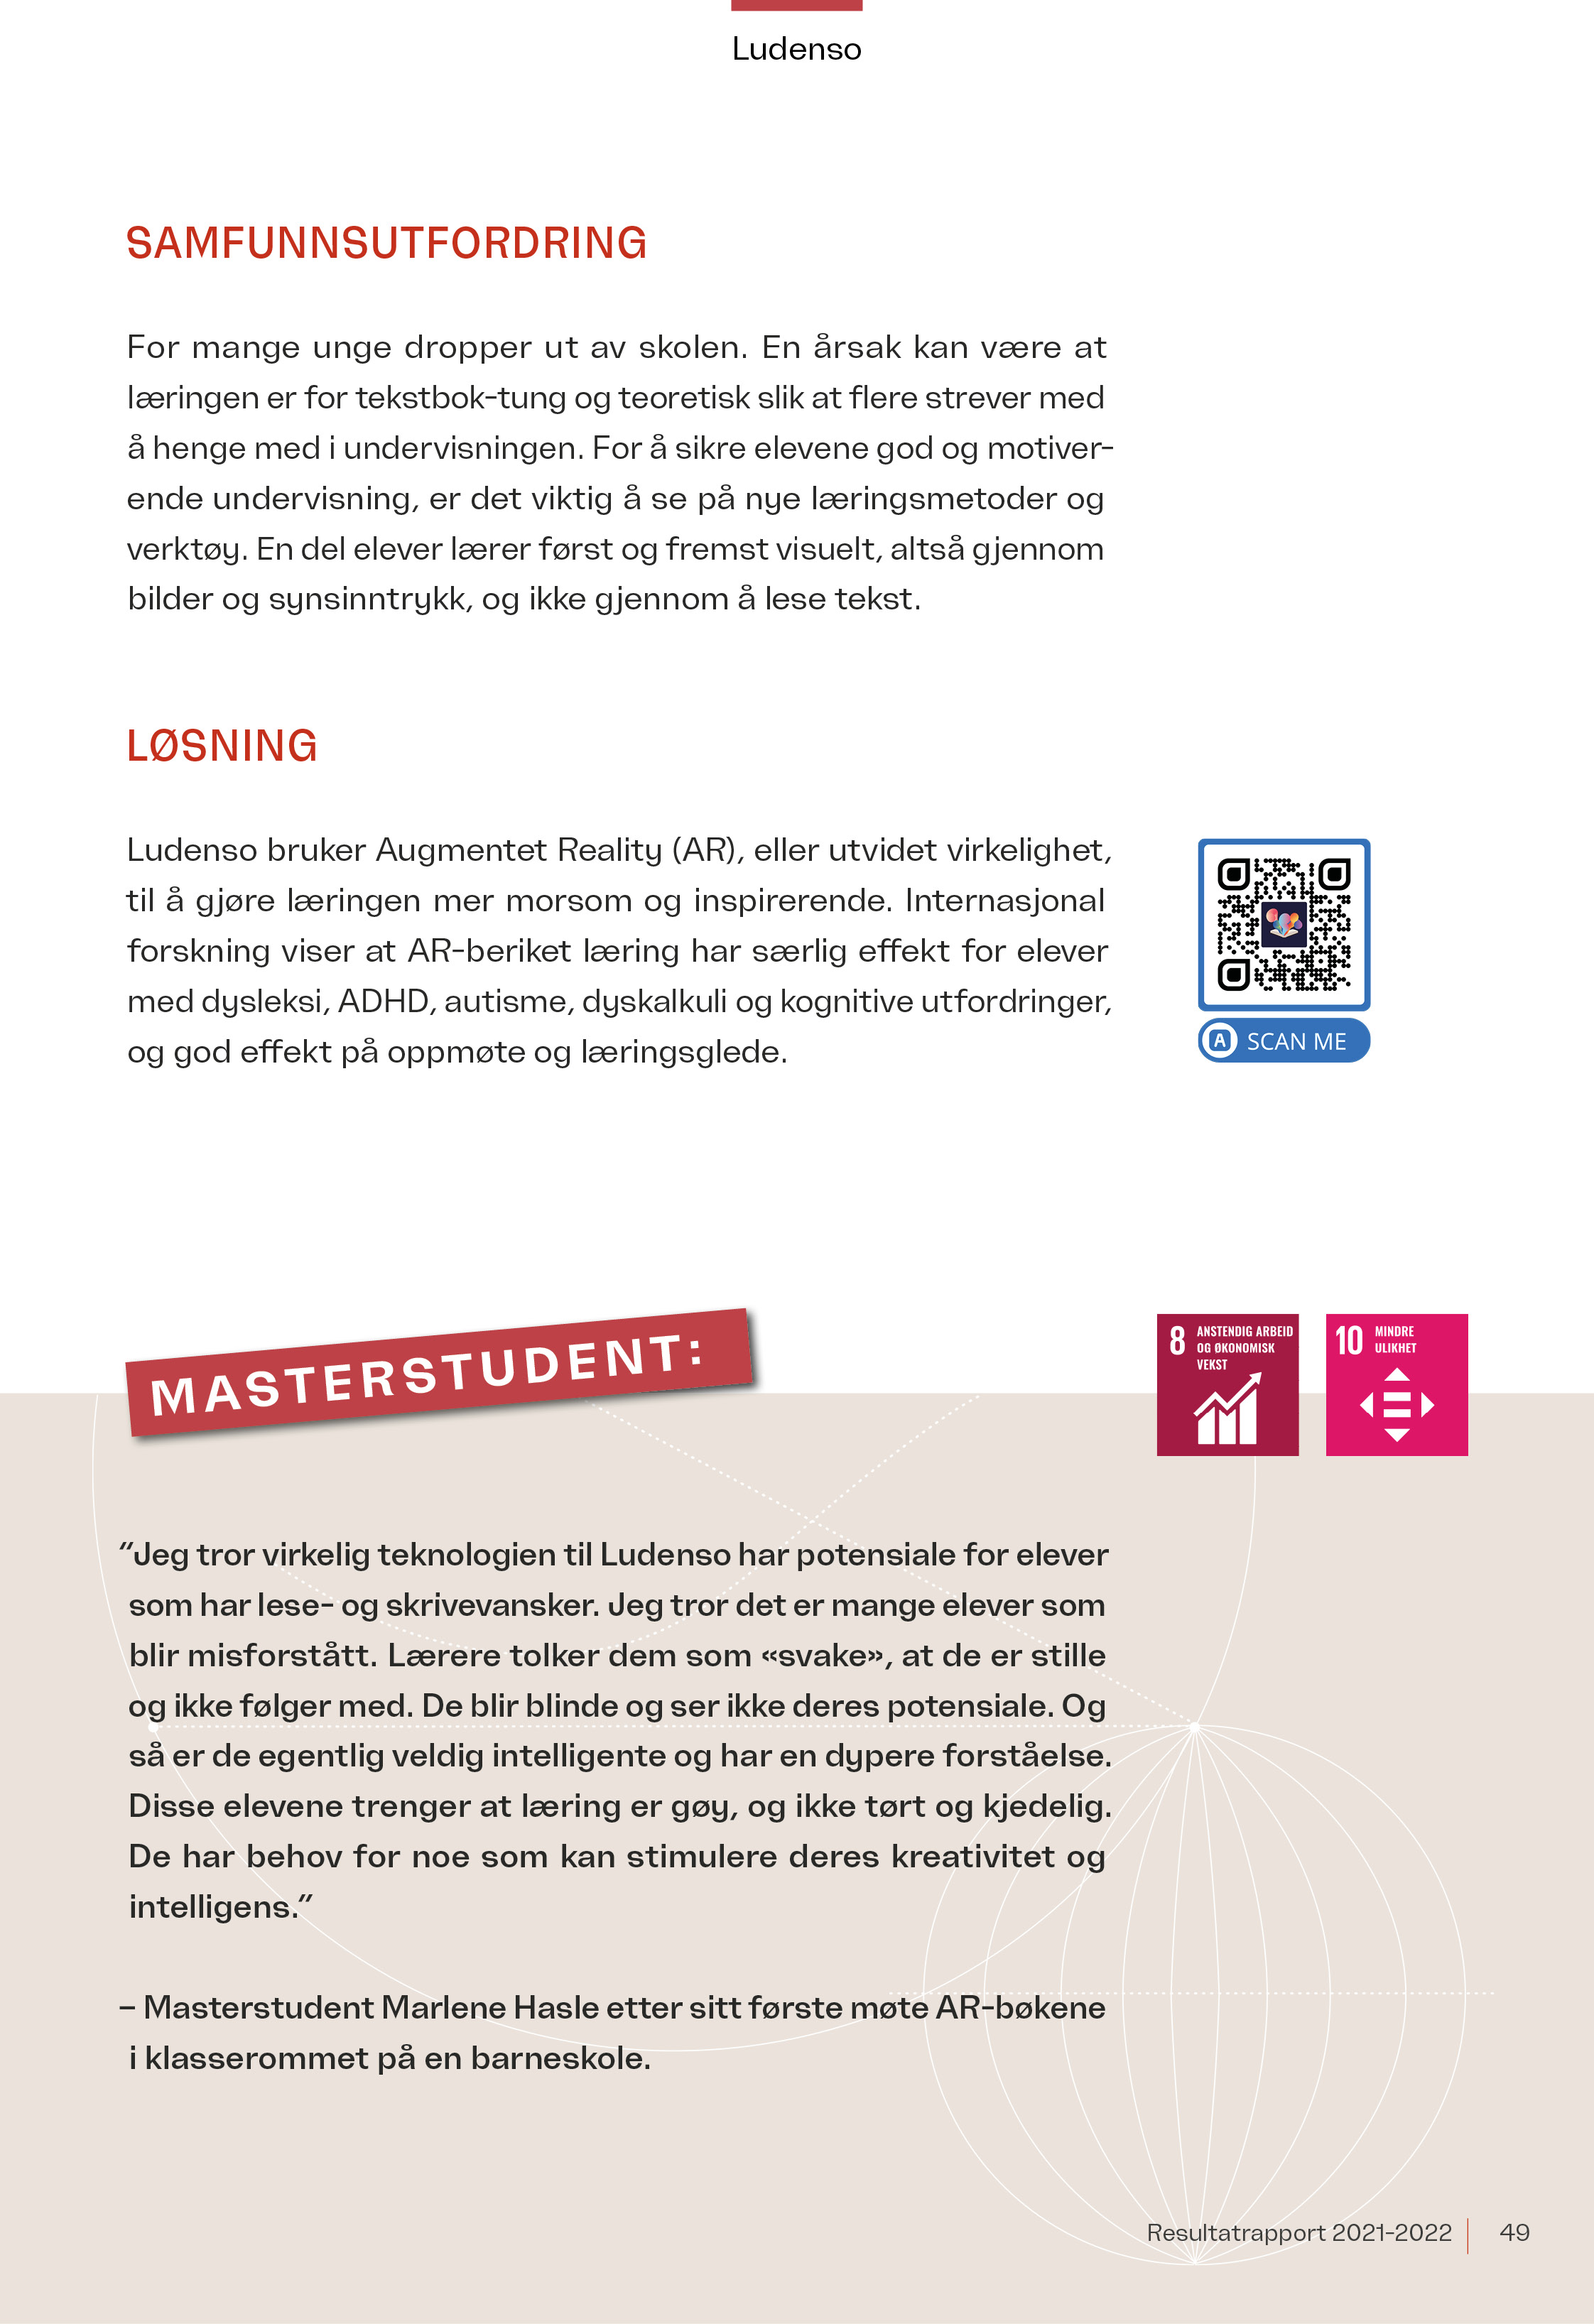 Ludenso
SAMFUNNSUTFORDRING
For mange unge dropper ut av skolen. En årsak kan være at
læringen er for tekstbok-tung og teoretisk slik at flere strever med
å henge med i undervisningen. For å sikre elevene god og motiver-
ende undervisning, er det viktig å se på nye læringsmetoder og
verktøy. En del elever lærer først og fremst visuelt, altså gjennom
bilder og synsinntrykk, og ikke gjennom å lese tekst.
LØSNING
Ludenso bruker Augmentet Reality (AR), eller utvidet virkelighet,
til å gjøre læringen mer morsom og inspirerende. Internasjonal
forskning viser at AR-beriket læring har særlig effekt for elever
med dysleksi, ADHD, autisme, dyskalkuli og kognitive utfordringer,
og god effekt på oppmøte og læringsglede.
A SCAN ME
MASTERSTUDENT:
8 ANSTENDIG ARBEID
OG ØKONOMISK
VEKST
10 MINDRE
ULIKHET
"Jeg tror virkelig teknologien til Ludenso har potensiale for elever
som har lese- og skrivevansker. Jeg tror det er mange elever som
blir misforstått. Lærere tolker dem som «svake», at de er stille
og ikke følger med. De blir blinde og ser ikke deres potensiale. Og
så er de egentlig veldig intelligente og har en dypere forståelse.
Disse elevene trenger at læring er gøy, og ikke tørt og kjedelig.
De har behov for noe som kan stimulere deres kreativitet og
intelligens."
– Masterstudent Marlene Hasle etter sitt første møte AR-bøkene
i klasserommet på en barneskole.
Resultatrapport 2021-2022 | 49